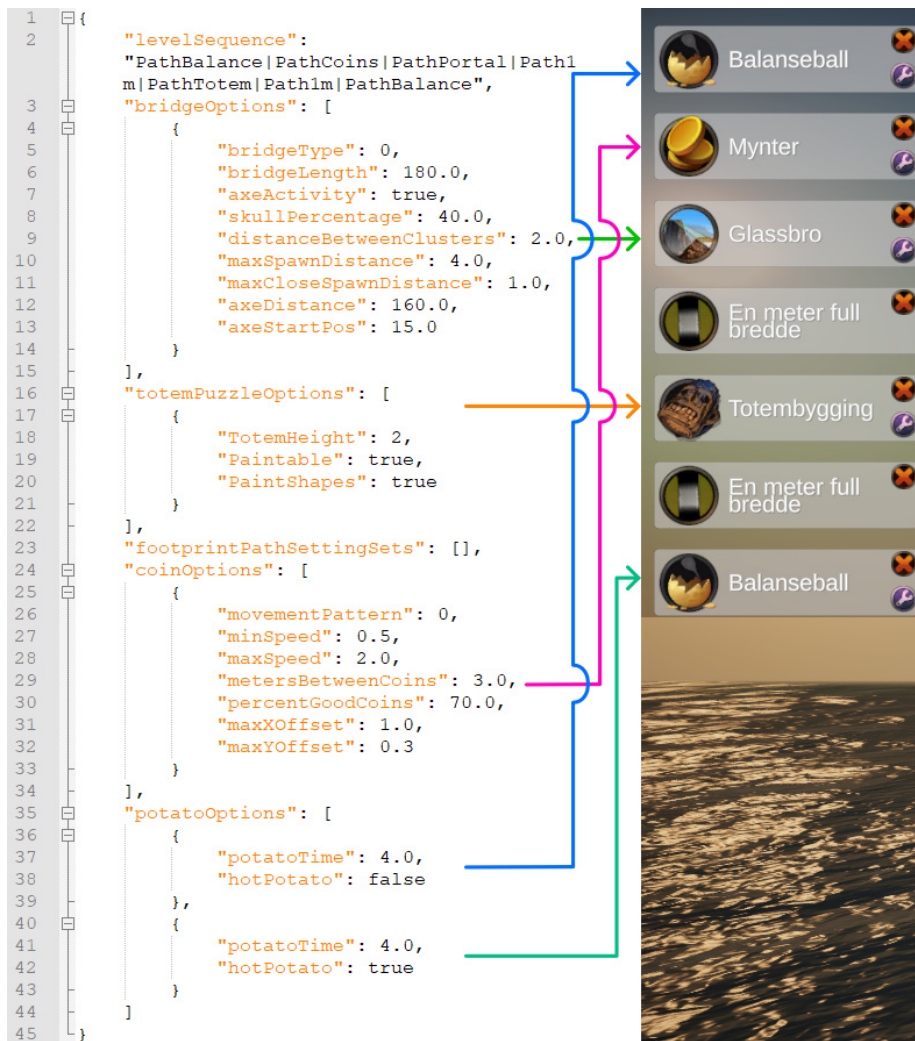 1 {
2 "levelSequence":
"PathBalance|PathCoins|PathPortal|Path1
m|PathTotem|Path1m|PathBalance",
3 "bridgeOptions": [
4 {
5 "bridgeType": 0,
6 "bridgeLength": 180.0,
7 "axeActivity": true,
8 "skullPercentage": 40.0,
9 "distanceBetweenClusters": 2.0,
10 "maxSpawnDistance": 4.0,
11 "maxCloseSpawnDistance": 1.0,
12 "axeDistance": 160.0,
13 "axeStartPos": 15.0
14 }
15 ],
16 "totemPuzzleOptions": [
17 {
18 "TotemHeight": 2,
19 "Paintable": true,
20 "PaintShapes": true
21 }
22 ],
23 "footprintPathSettingSets": [],
24 "coinOptions": [
25 {
26 "movementPattern": 0,
27 "minSpeed": 0.5,
28 "maxSpeed": 2.0,
29 "metersBetweenCoins": 3.0,
30 "percentGoodCoins": 70.0,
31 "maxXOffset": 1.0,
32 "maxYOffset": 0.3
33 }
34 ],
35 "potatoOptions": [
36 {
37 "potatoTime": 4.0,
38 "hotPotato": false
39 },
40 {
41 "potatoTime": 4.0,
42 "hotPotato": true
43 }
44 ]
45 }
Balanseball
Mynter
Glassbro
En meter full
bredde
Totembygging
En meter full
bredde
Balanseball